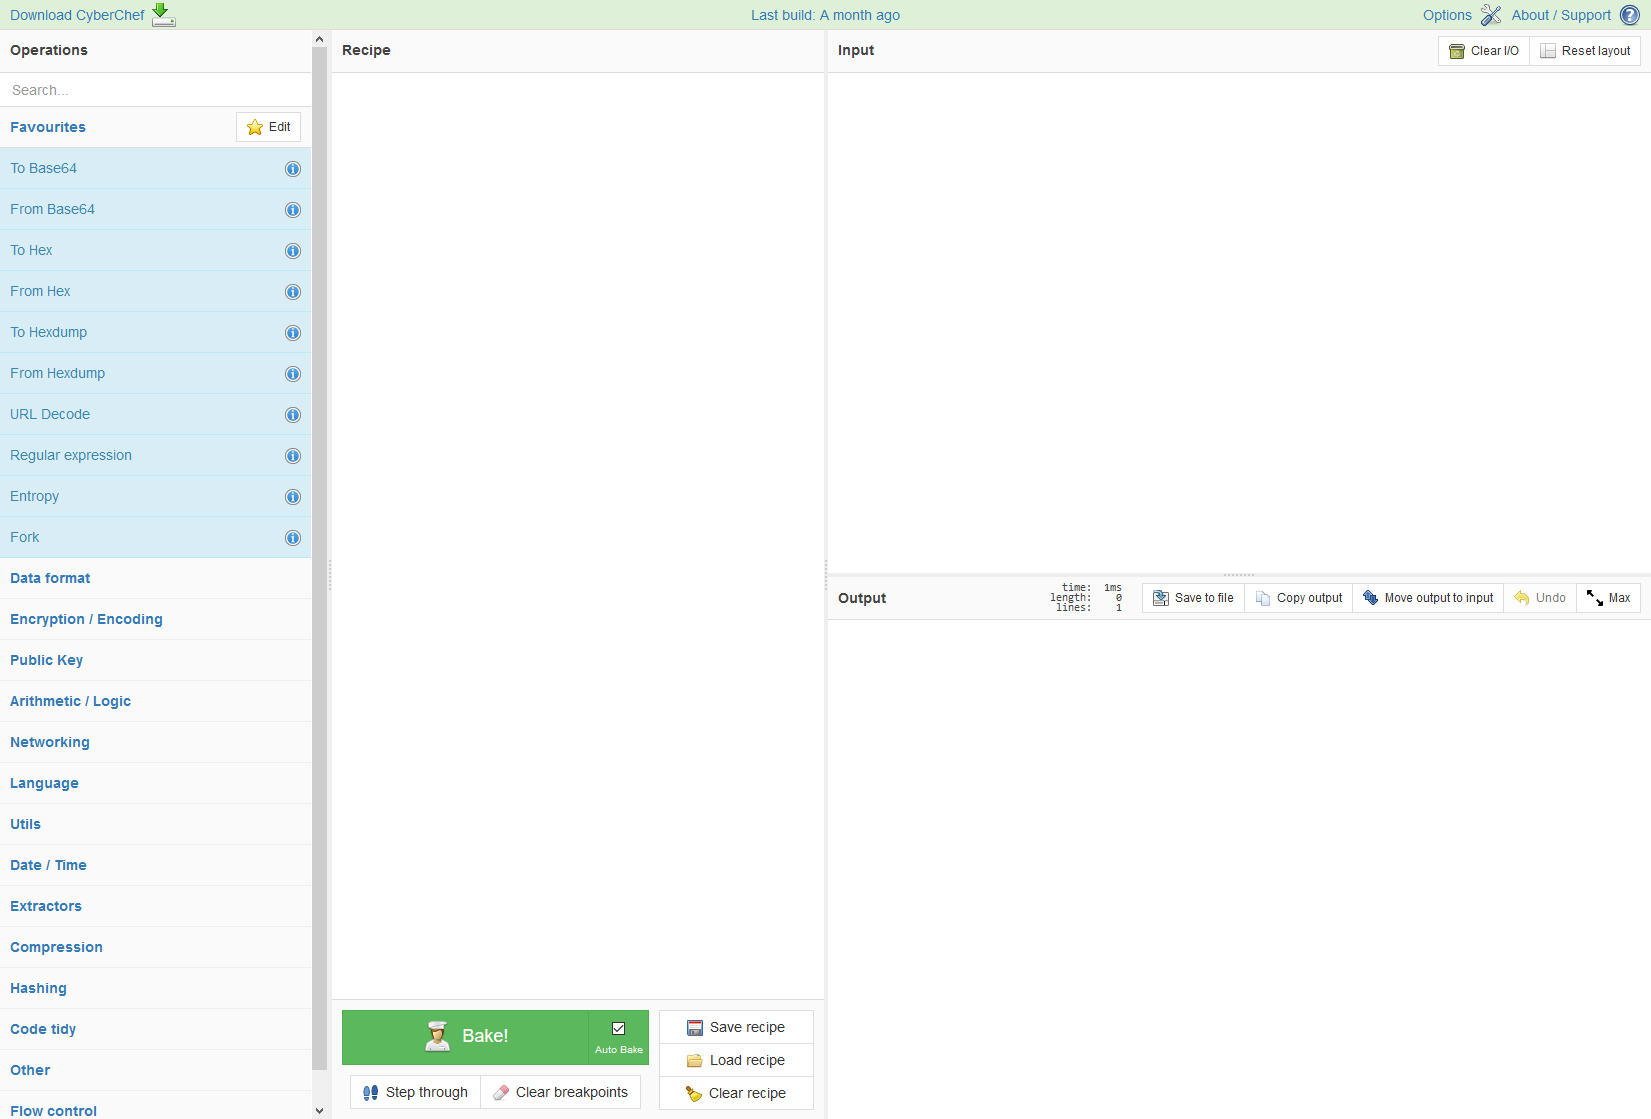 Download CyberChef
Last build: A month ago
Options
About / Support
Operations
Search...
Favourites
Edit
To Base64
From Base64
To Hex
From Hex
To Hexdump
From Hexdump
URL Decode
Regular expression
Entropy
Fork
Data format
Encryption / Encoding
Public Key
Arithmetic / Logic
Networking
Language
Utils
Date / Time
Extractors
Compression
Hashing
Code tidy
Other
Flow control
Recipe
Bake!
Auto Bake
Step through
Clear breakpoints
Save recipe
Load recipe
Clear recipe
Input
Clear I/O
Reset layout
Output
time: 1ms
length: 0
lines: 1
Save to file
Copy output
Move output to input
Undo
Max